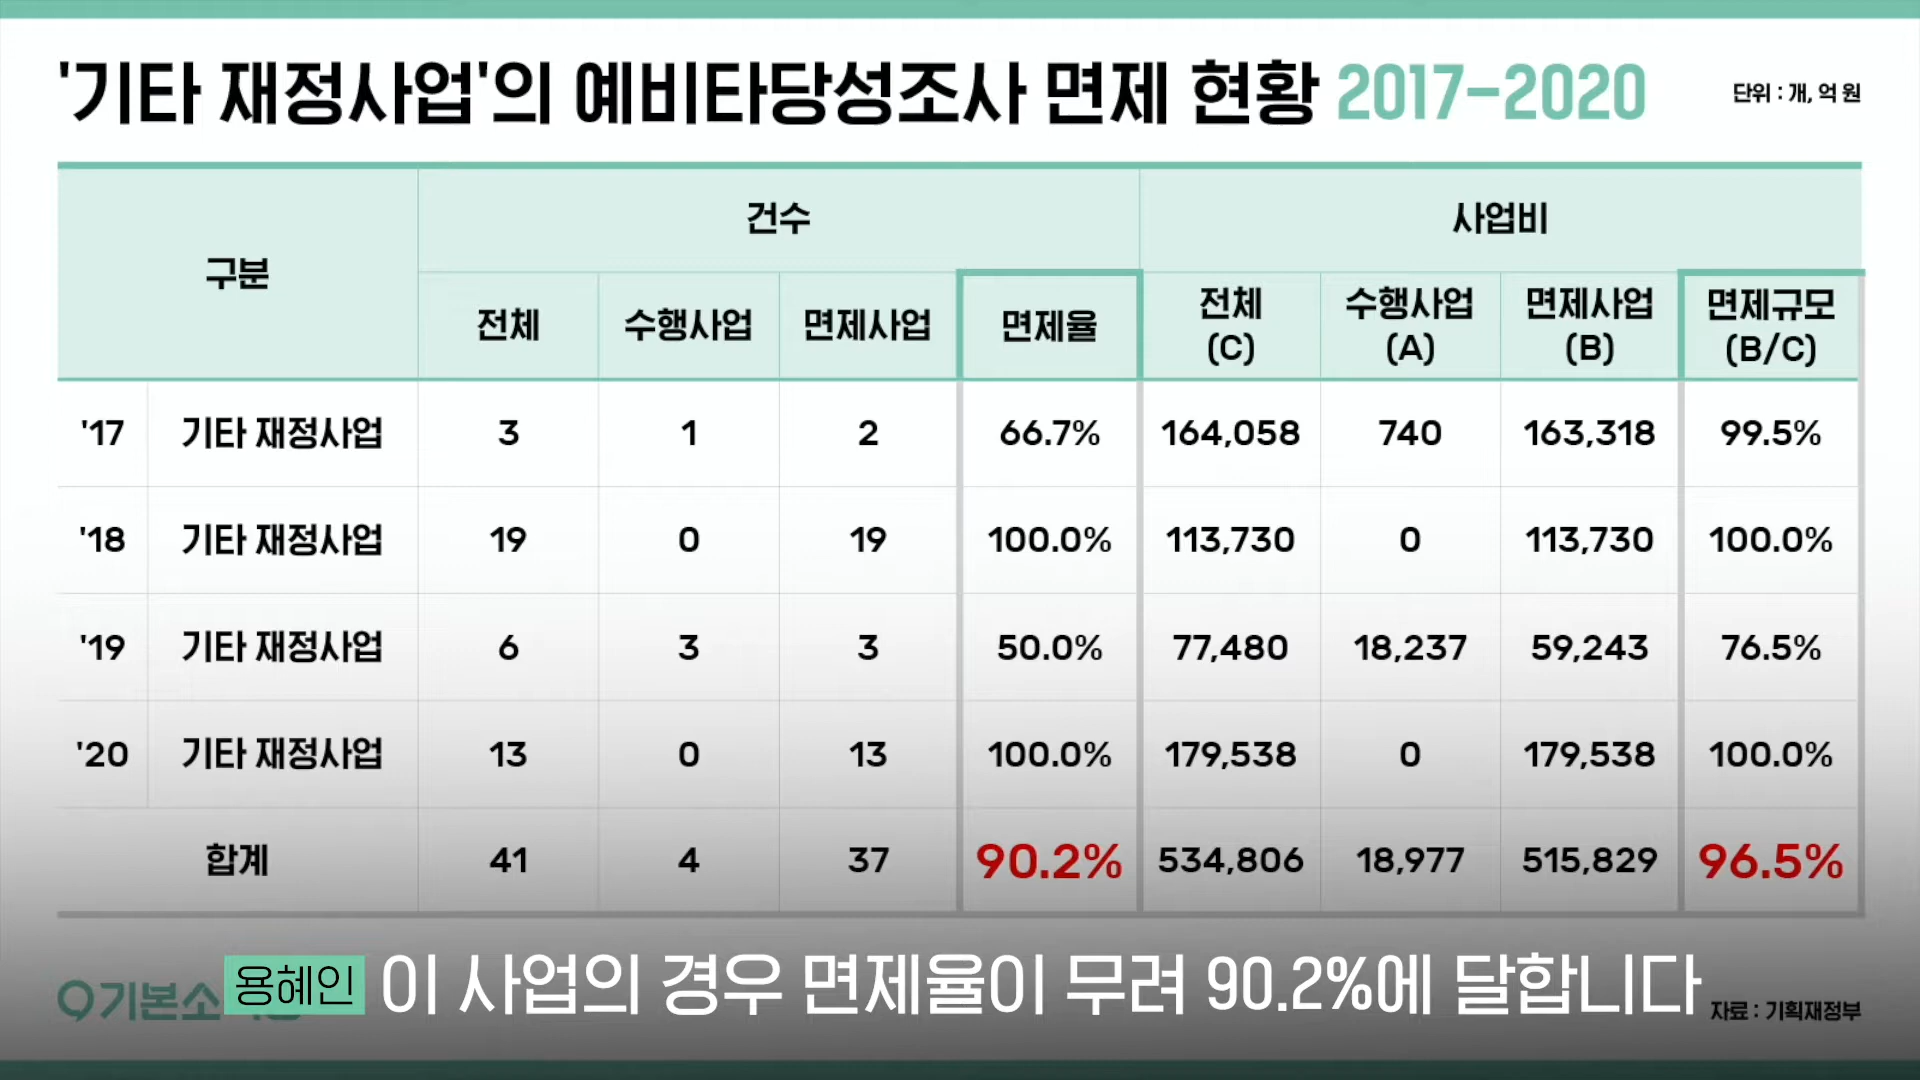 '기타 재정사업'의 예비타당성조사 면제 현황 2017-2020
단위 : 개, 억 원
구분 건수 사업비
전체 수행사업 면제사업 면제율 전체 (C) 수행사업 (A) 면제사업 (B) 면제규모 (B/C)
'17 기타 재정사업 3 1 2 66.7% 164,058 740 163,318 99.5%
'18 기타 재정사업 19 0 19 100.0% 113,730 0 113,730 100.0%
'19 기타 재정사업 6 3 3 50.0% 77,480 18,237 59,243 76.5%
'20 기타 재정사업 13 0 13 100.0% 179,538 0 179,538 100.0%
합계 41 4 37 90.2% 534,806 18,977 515,829 96.5%
기본소
용혜인 이 사업의 경우 면제율이 무려 90.2%에 달합니다
자료 : 기획재정부